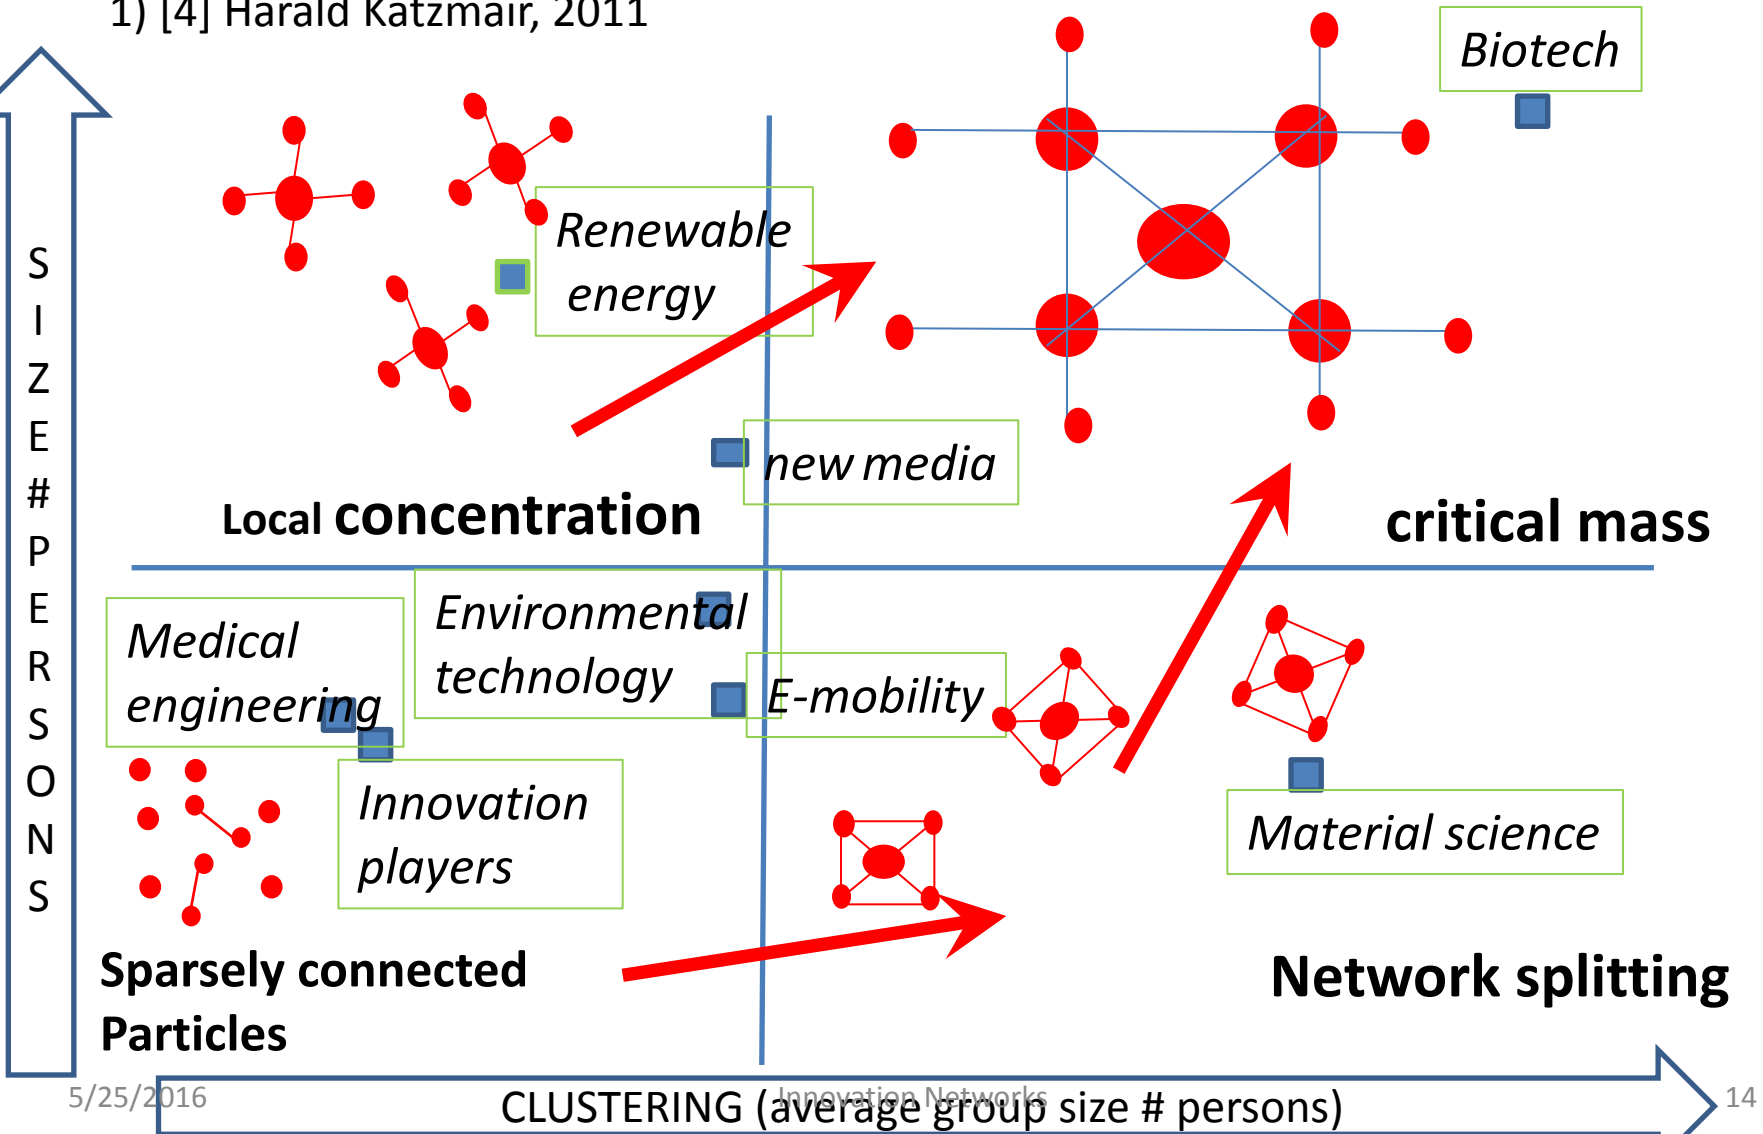 1) [4] Harald Katzmair, 2011
Biotech
SIZE#PERSONS
Renewable
energy
new media
Local concentration
critical mass
Medical
engineering
Environmental
technology
E-mobility
Innovation
players
Material science
Sparsely connected
Particles
Network splitting
5/25/2016
CLUSTERING (average group size # persons)
Innovation Networks
14